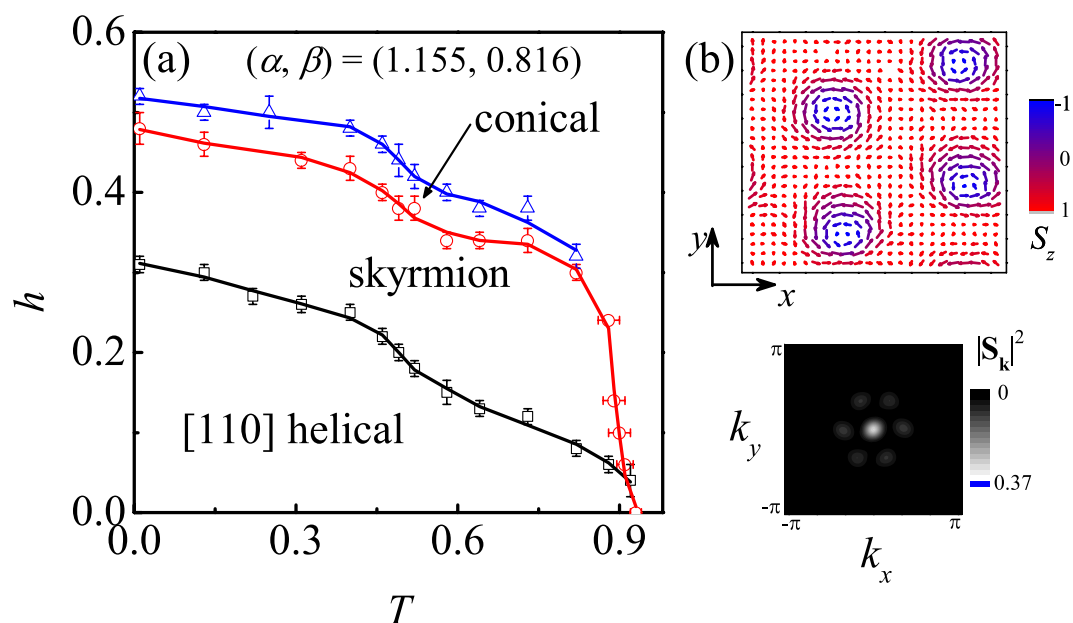 (a)
(α, β) = (1.155, 0.816)
conical
skyrmion
[110] helical
0.6
0.4
0.2
0.0
h
0.0 0.3 0.6 0.9
T
(b)
-1
0
1
S_z
y
x
|S_k|^2
0
0.37
π
k_y
-π
-π π
k_x